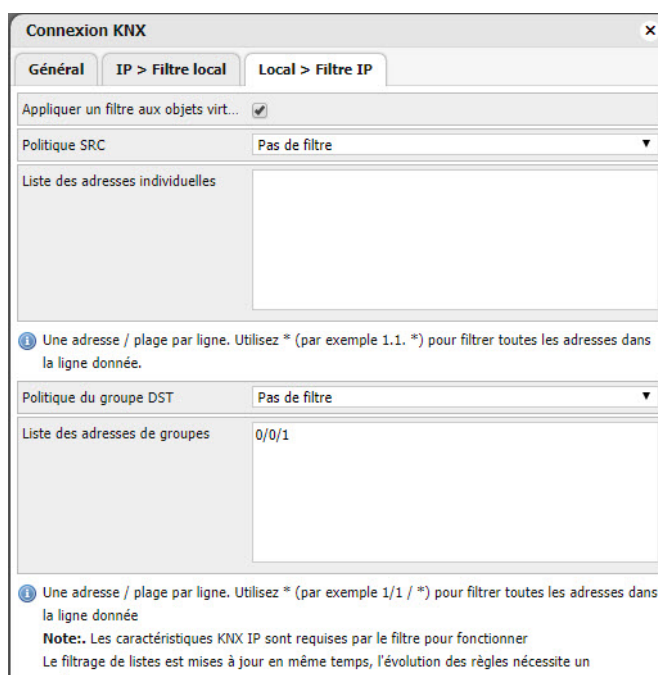 Connexion KNX
Général
IP > Filtre local
Local > Filtre IP
Appliquer un filtre aux objets virt...
Politique SRC
Pas de filtre
Liste des adresses individuelles
Une adresse / plage par ligne. Utilisez * (par exemple 1.1. *) pour filtrer toutes les adresses dans
la ligne donnée.
Politique du groupe DST
Pas de filtre
Liste des adresses de groupes
0/0/1
Une adresse / plage par ligne. Utilisez * (par exemple 1/1 / *) pour filtrer toutes les adresses dans
la ligne donnée
Note:. Les caractéristiques KNX IP sont requises par le filtre pour fonctionner
Le filtrage de listes est mises à jour en même temps, l'évolution des règles nécessite un